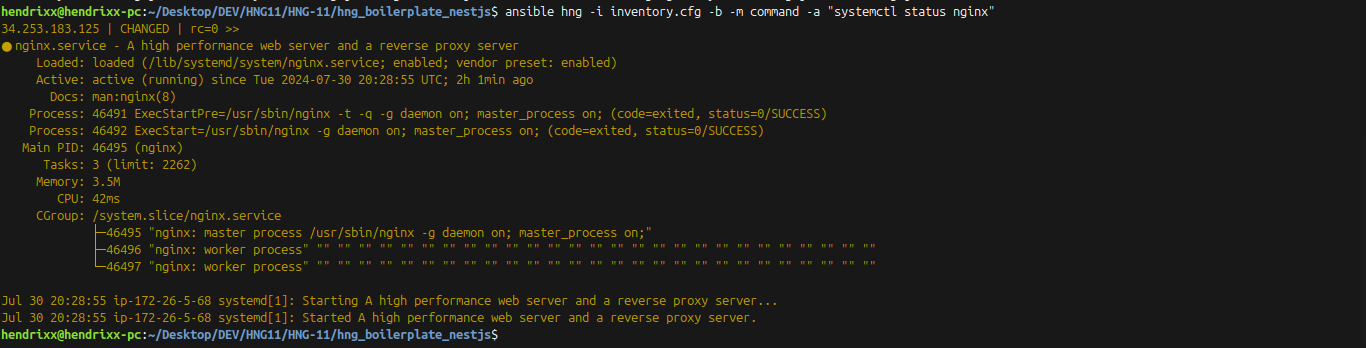 hendrixx@hendrixx-pc:~/Desktop/DEV/HNG11/HNG-11/hng_boilerplate_nestjs$ ansible hng -i inventory.cfg -b -m command -a "systemctl status nginx"
34.253.183.125 | CHANGED | rc=0 >>
● nginx.service - A high performance web server and a reverse proxy server
     Loaded: loaded (/lib/systemd/system/nginx.service; enabled; vendor preset: enabled)
     Active: active (running) since Tue 2024-07-30 20:28:55 UTC; 2h 1min ago
       Docs: man:nginx(8)
    Process: 46491 ExecStartPre=/usr/sbin/nginx -t -q -g daemon on; master_process on; (code=exited, status=0/SUCCESS)
    Process: 46492 ExecStart=/usr/sbin/nginx -g daemon on; master_process on; (code=exited, status=0/SUCCESS)
   Main PID: 46495 (nginx)
      Tasks: 3 (limit: 2262)
     Memory: 3.5M
        CPU: 42ms
     CGroup: /system.slice/nginx.service
             ├─46495 "nginx: master process /usr/sbin/nginx -g daemon on; master_process on;"
             ├─46496 "nginx: worker process" "" "" "" "" "" "" "" "" "" "" "" "" "" "" "" "" "" "" "" "" "" "" "" "" "" "" ""
             └─46497 "nginx: worker process" "" "" "" "" "" "" "" "" "" "" "" "" "" "" "" "" "" "" "" "" "" "" "" "" "" "" ""
Jul 30 20:28:55 ip-172-26-5-68 systemd[1]: Starting A high performance web server and a reverse proxy server...
Jul 30 20:28:55 ip-172-26-5-68 systemd[1]: Started A high performance web server and a reverse proxy server.
hendrixx@hendrixx-pc:~/Desktop/DEV/HNG11/HNG-11/hng_boilerplate_nestjs$